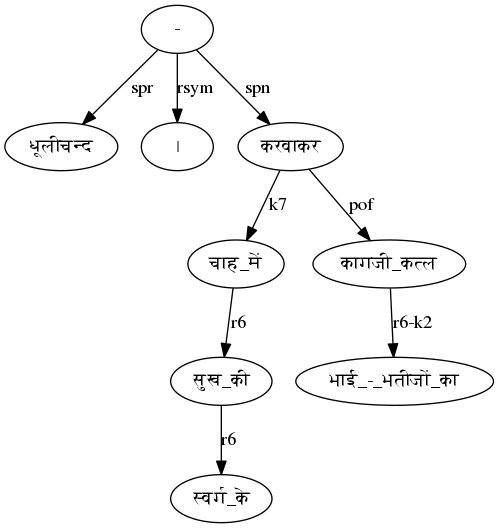 -
spr rsym spn
धूलीचन्द । करवाकर
k7 pof
चाह_में कागजी_कत्ल
r6 r6-k2
सुख_की भाई_-_भतीजों_का
r6
स्वर्ग_के